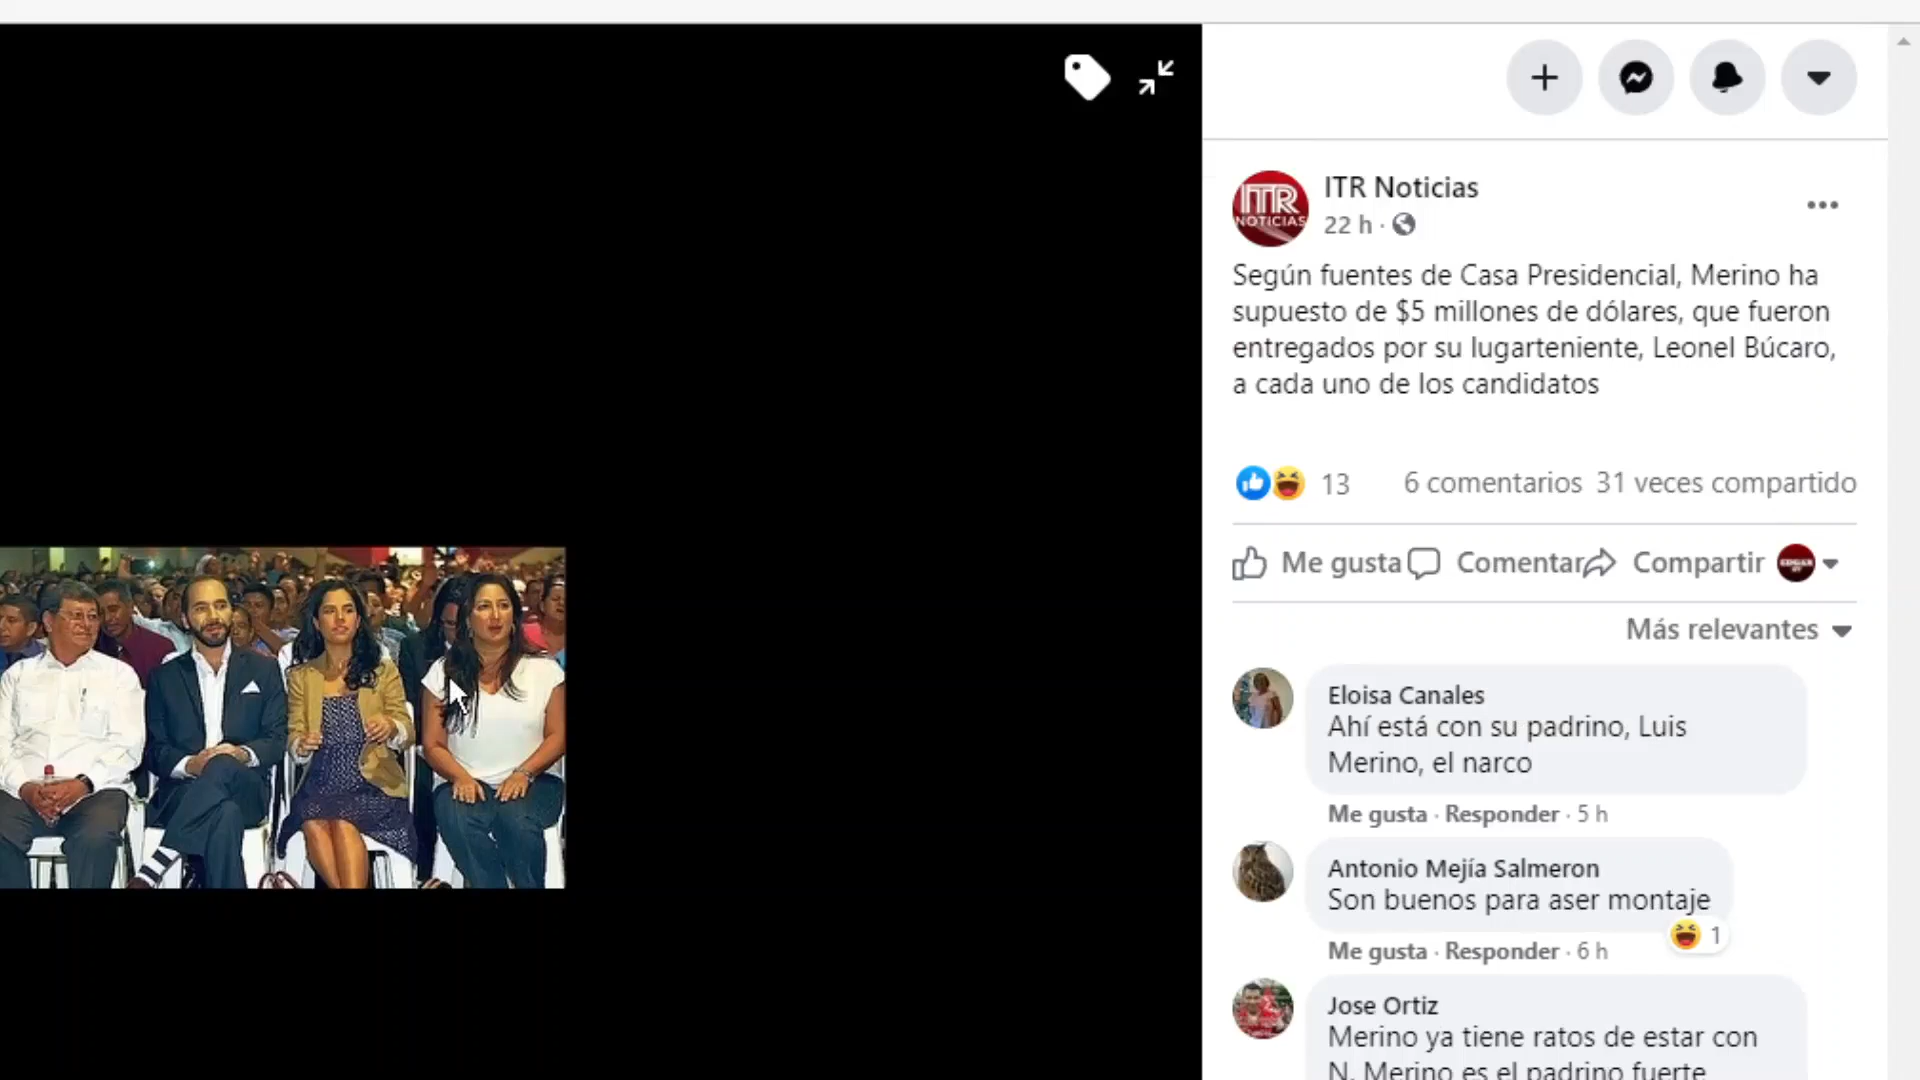 ITR Noticias
ITR
NOTICIAS
22 h ·
Según fuentes de Casa Presidencial, Merino ha
supuesto de $5 millones de dólares, que fueron
entregados por su lugarteniente, Leonel Búcaro,
a cada uno de los candidatos
13 6 comentarios 31 veces compartido
Me gusta Comentar Compartir
Más relevantes
Eloisa Canales
Ahí está con su padrino, Luis
Merino, el narco
Me gusta · Responder · 5 h
Antonio Mejía Salmeron
Son buenos para aser montaje
1
Me gusta · Responder · 6 h
Jose Ortiz
Merino ya tiene ratos de estar con
N. Merino es el padrino fuerte